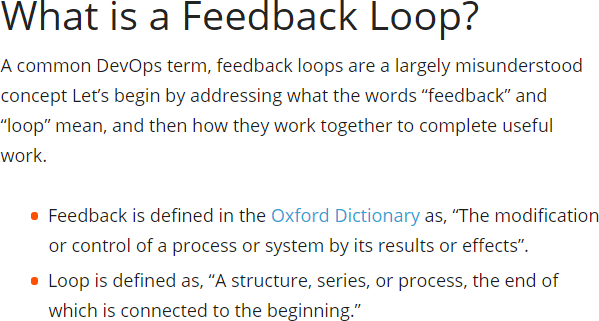 What is a Feedback Loop?
A common DevOps term, feedback loops are a largely misunderstood
concept Let’s begin by addressing what the words “feedback” and
“loop” mean, and then how they work together to complete useful
work.
Feedback is defined in the Oxford Dictionary as, “The modification
or control of a process or system by its results or effects”.
Loop is defined as, “A structure, series, or process, the end of
which is connected to the beginning.”